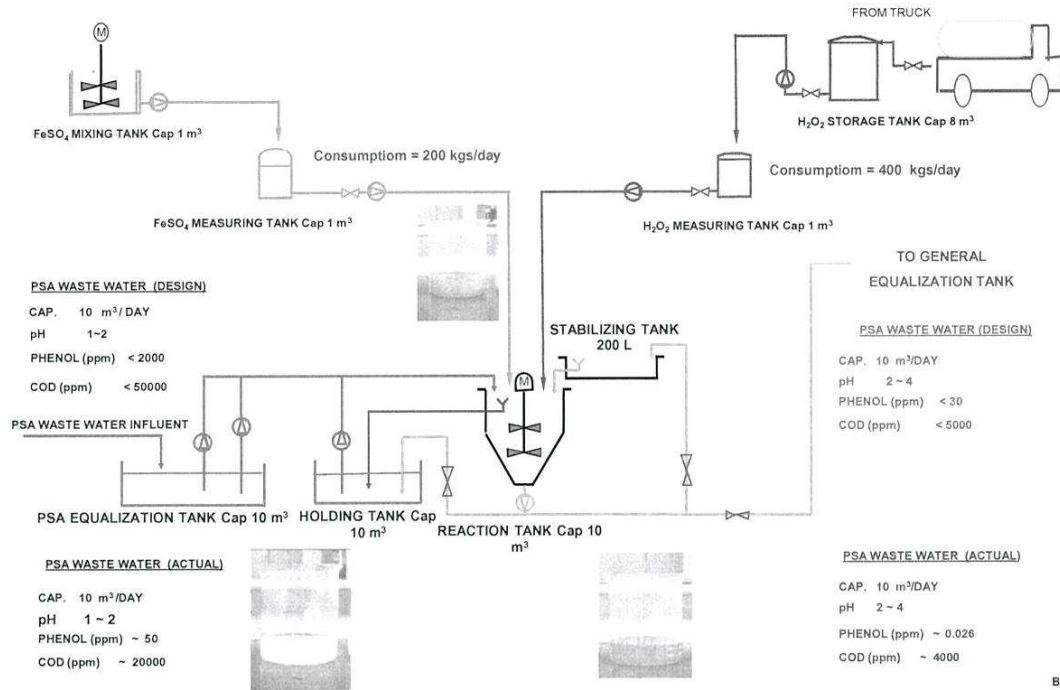 M
FROM TRUCK
FeSO₄ MIXING TANK Cap 1 m³
H₂O₂ STORAGE TANK Cap 8 m³
Consumptiom = 200 kgs/day
Consumptiom = 400 kgs/day
FeSO₄ MEASURING TANK Cap 1 m³
H₂O₂ MEASURING TANK Cap 1 m³
TO GENERAL
EQUALIZATION TANK
PSA WASTE WATER (DESIGN)
CAP. 10 m³/ DAY
pH 1~2
PHENOL (ppm) < 2000
COD (ppm) < 50000
STABILIZING TANK
200 L
M
PSA WASTE WATER (DESIGN)
CAP. 10 m³/DAY
pH 2 ~ 4
PHENOL (ppm) < 30
COD (ppm) < 5000
PSA WASTE WATER INFLUENT
PSA EQUALIZATION TANK Cap 10 m³
HOLDING TANK Cap
10 m³
REACTION TANK Cap 10
m³
PSA WASTE WATER (ACTUAL)
CAP. 10 m³/DAY
pH 1 ~ 2
PHENOL (ppm) ~ 50
COD (ppm) ~ 20000
PSA WASTE WATER (ACTUAL)
CAP. 10 m³/DAY
pH 2 ~ 4
PHENOL (ppm) ~ 0.026
COD (ppm) ~ 4000
B